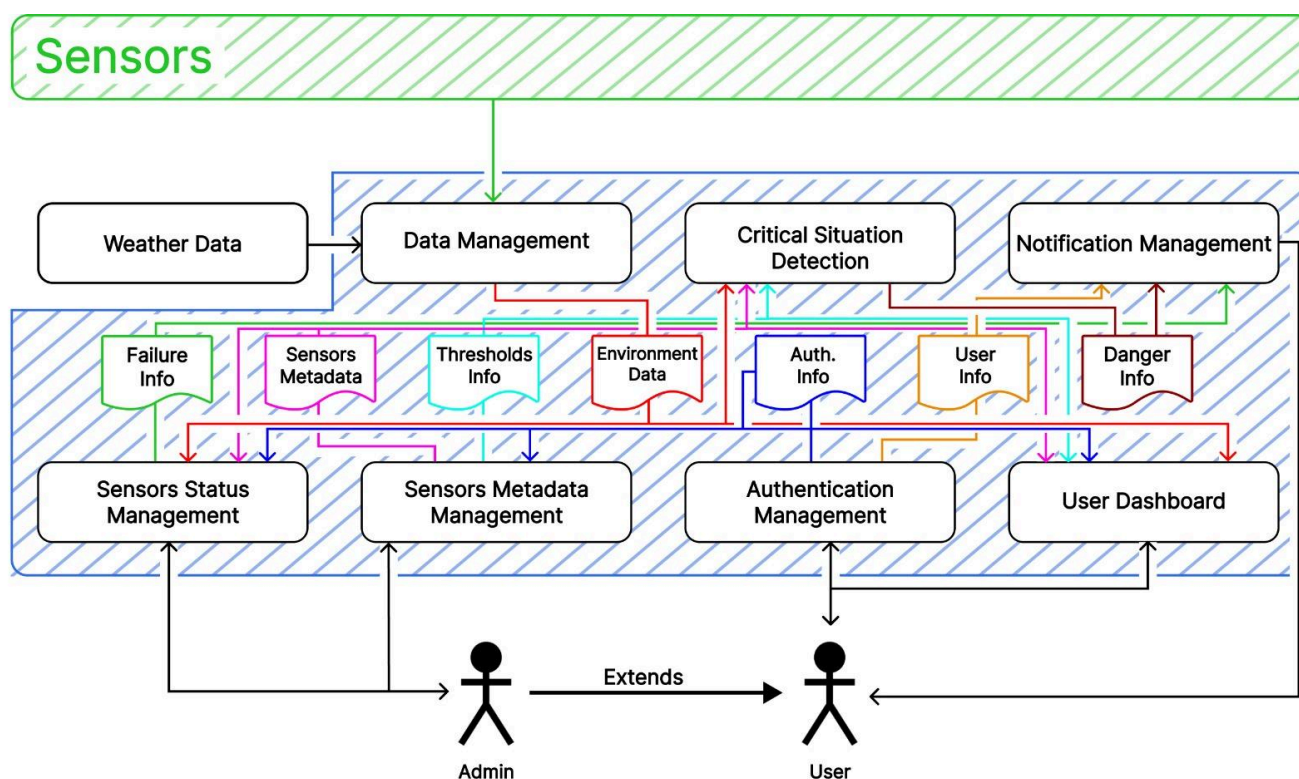 Sensors
Weather Data
Data Management
Critical Situation
Detection
Notification Management
Failure
Info
Sensors
Metadata
Thresholds
Info
Environment
Data
Auth.
Info
User
Info
Danger
Info
Sensors Status
Management
Sensors Metadata
Management
Authentication
Management
User Dashboard
Extends
Admin
User